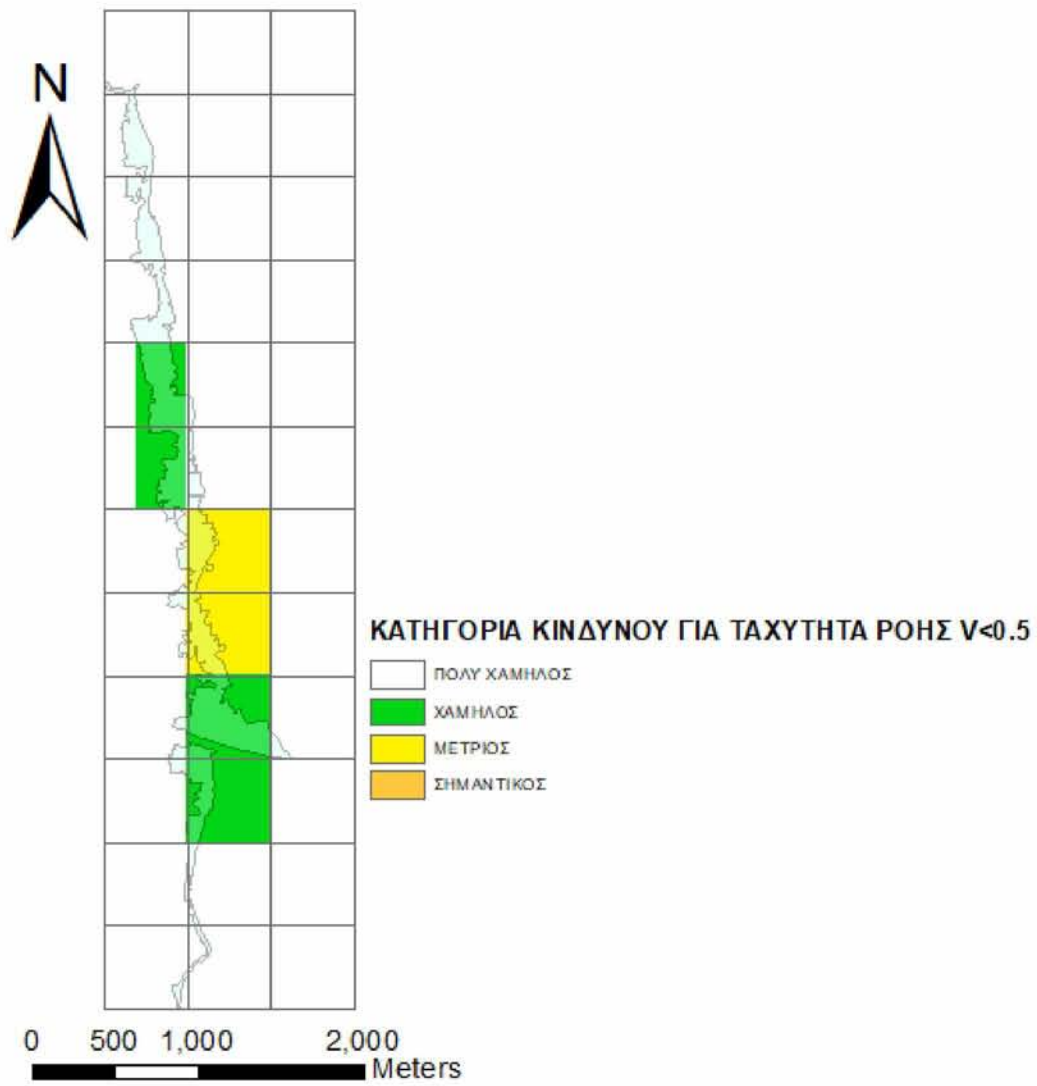 N
ΚΑΤΗΓΟΡΙΑ ΚΙΝΔΥΝΟΥ ΓΙΑ ΤΑΧΥΤΗΤΑ ΡΟΗΣ V<0.5
ΠΟΛΥ ΧΑΜΗΛΟΣ
ΧΑΜΗΛΟΣ
ΜΕΤΡΙΟΣ
ΣΗΜΑΝΤΙΚΟΣ
0 500 1,000 2,000
Meters